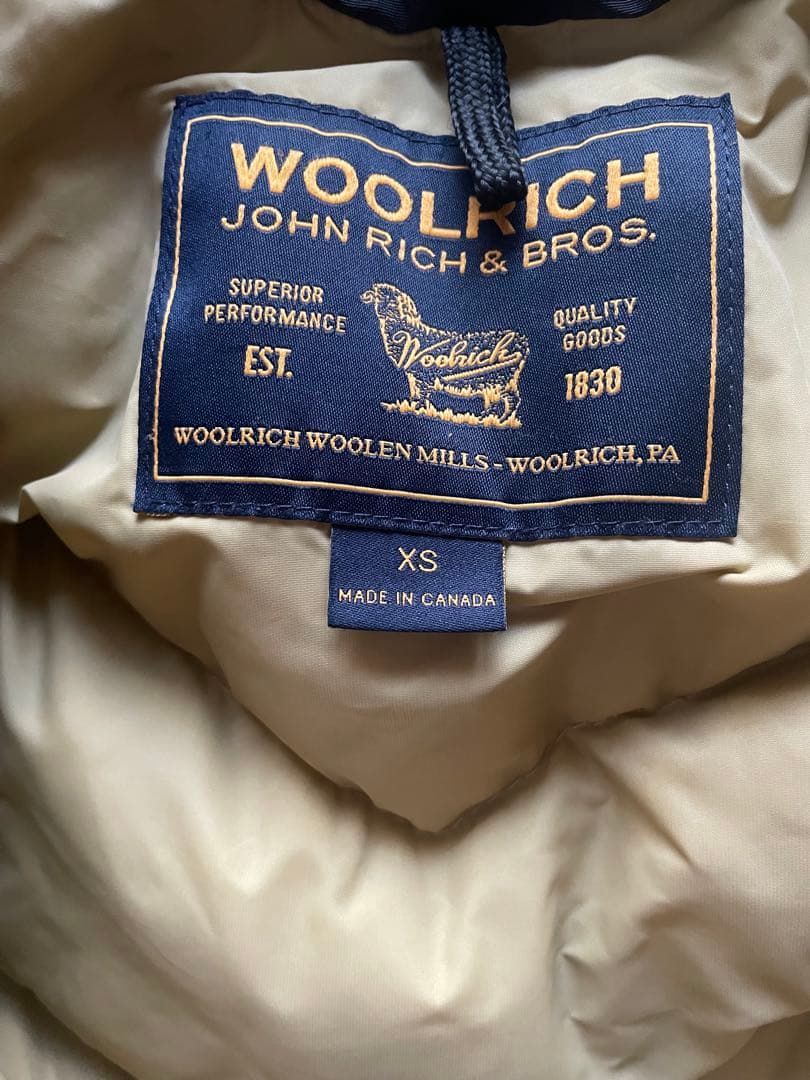 WOOLRICH
JOHN RICH & BROS.
SUPERIOR
PERFORMANCE
EST.
Woolrich
QUALITY
GOODS
1830
WOOLRICH WOOLEN MILLS - WOOLRICH, PA
XS
MADE IN CANADA